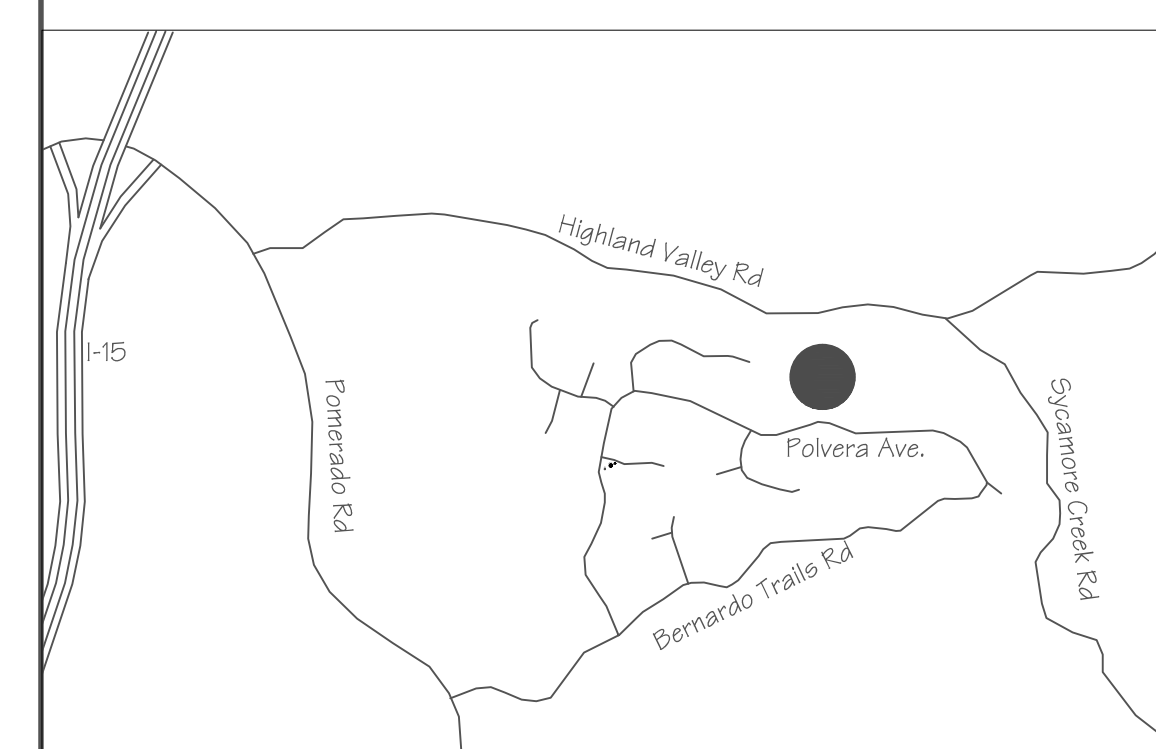 Highland Valley Rd
I-15
Pomerado Rd
Sycamore Creek Rd
Polvera Ave.
Bernardo Trails Rd